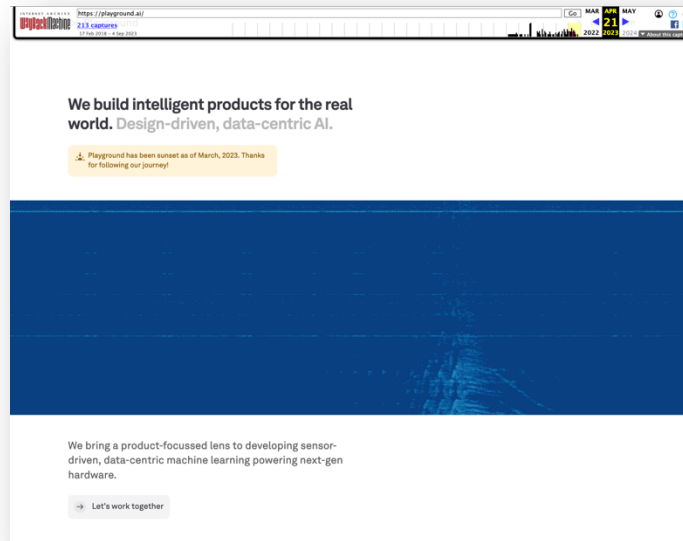 INTERNET ARCHIVE
WayBackMachine
https://playground.ai/
Go
213 captures
17 Feb 2018 – 4 Sep 2023
MAR APR MAY
21
2022 2023 2024
About this capt
We build intelligent products for the real
world. Design-driven, data-centric AI.
Playground has been sunset as of March, 2023. Thanks
for following our journey!
We bring a product-focussed lens to developing sensor-
driven, data-centric machine learning powering next-gen
hardware.
Let's work together